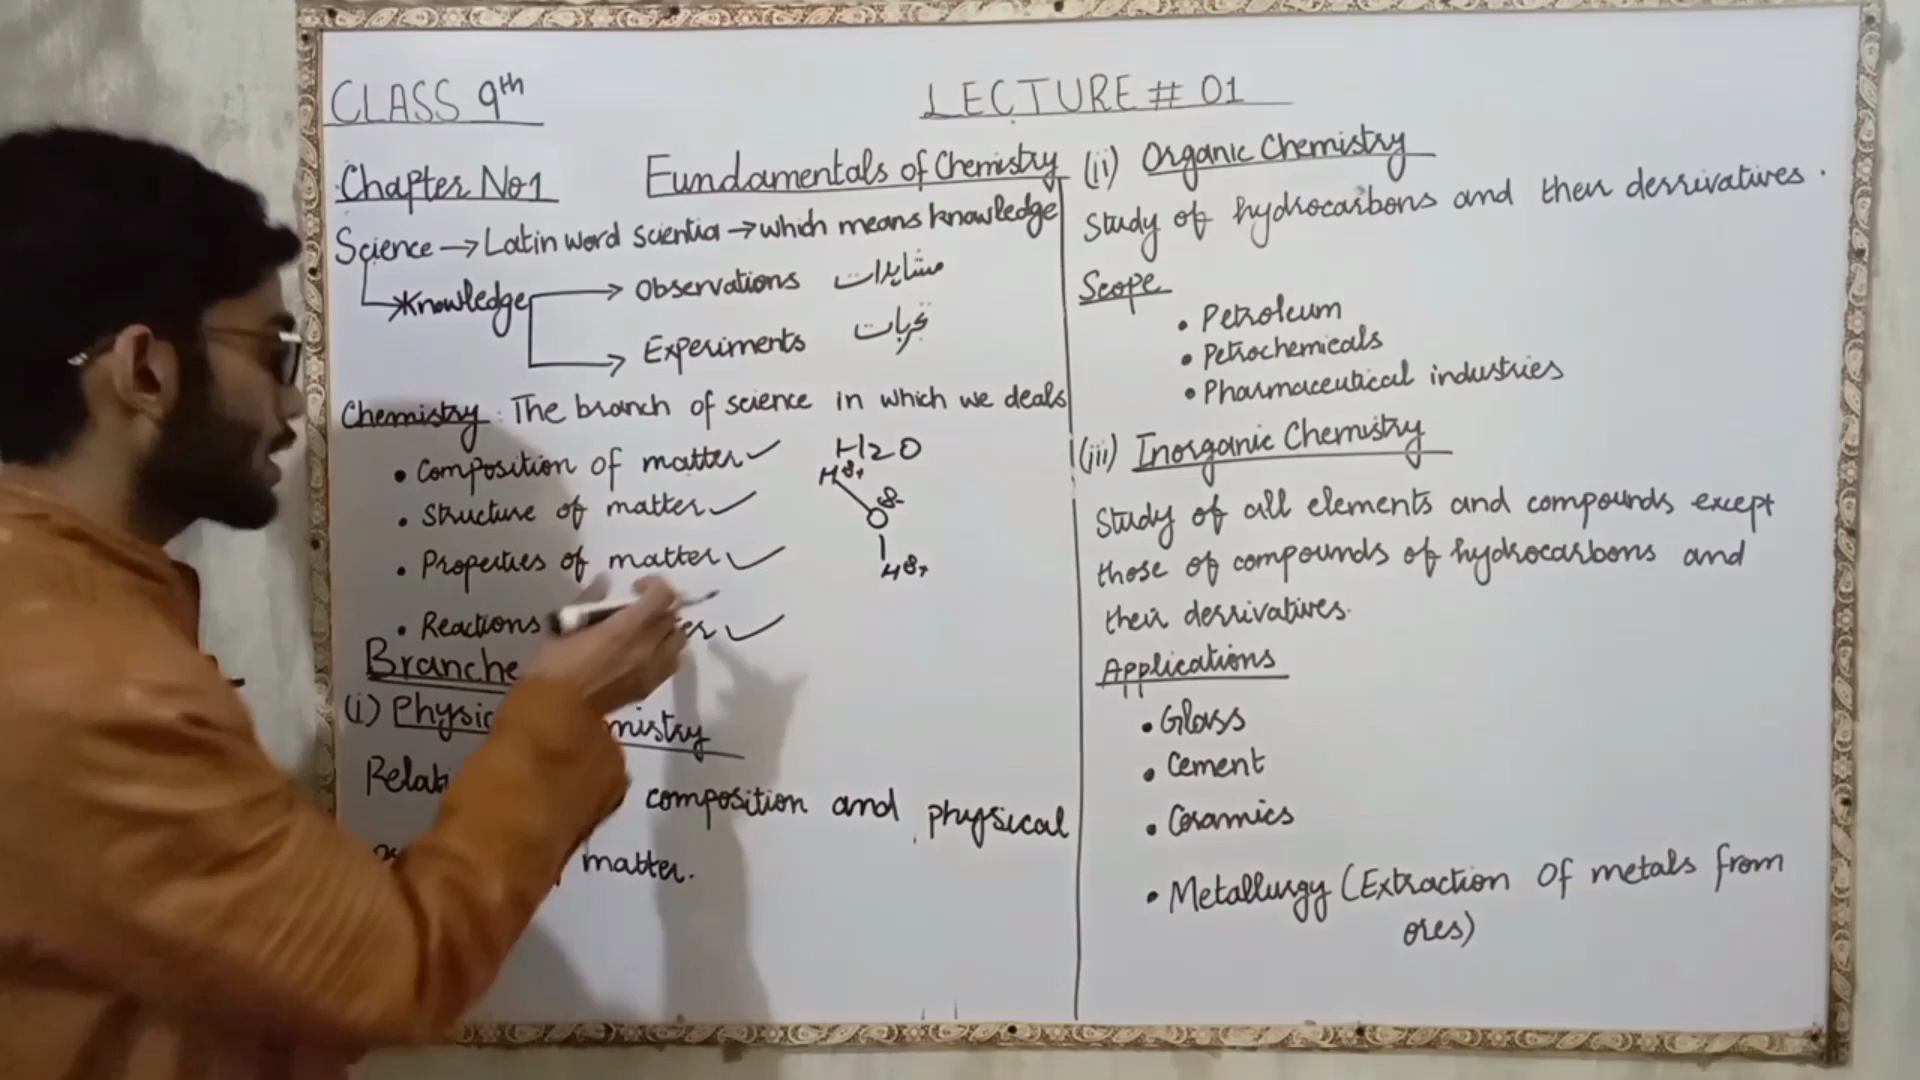 CLASS 9th
LECTURE # 01
Chapter No1
Fundamentals of Chemistry
Science → Latin word scientia → which means knowledge
Knowledge → Observations مشاہدات
→ Experiments تجربات
Chemistry: The branch of science in which we deals
• Composition of matter ✓
• Structure of matter ✓
• Properties of matter ✓
• Reactions ✓
H2O
H δ+
O δ-
H δ+
Branche
(i) Physic mistry
Relati composition and physical
matter.
(ii) Organic Chemistry
Study of hydrocarbons and their derrivatives.
Scope
• Petroleum
• Petrochemicals
• Pharmaceutical industries
(iii) Inorganic Chemistry
Study of all elements and compounds except
those of compounds of hydrocarbons and
their derrivatives.
Applications
• Glass
• Cement
• Ceramics
• Metallurgy (Extraction of metals from
ores)